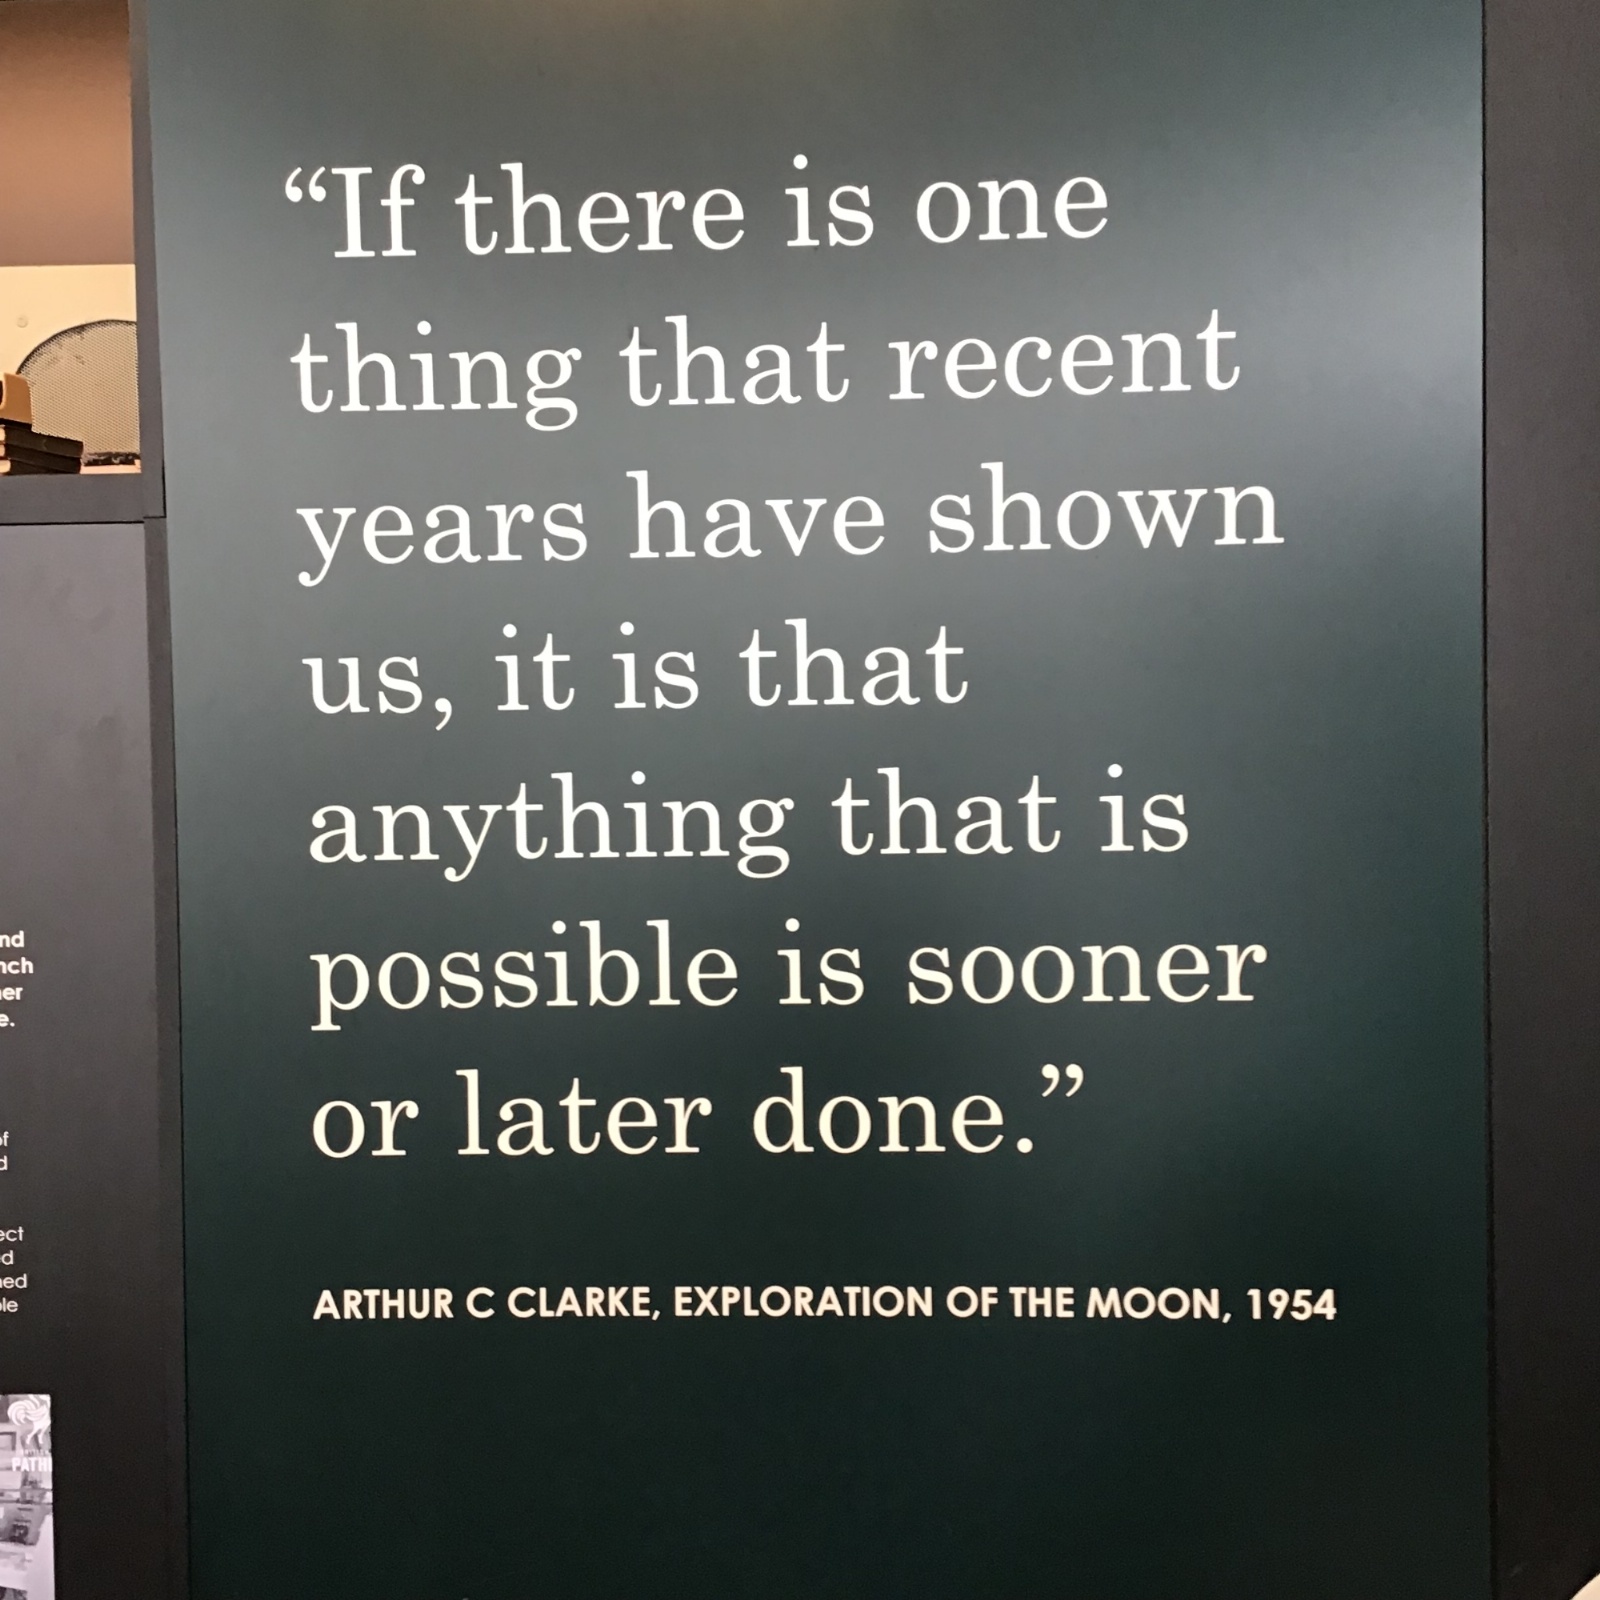 “If there is one
thing that recent
years have shown
us, it is that
anything that is
possible is sooner
or later done.”
ARTHUR C CLARKE, EXPLORATION OF THE MOON, 1954